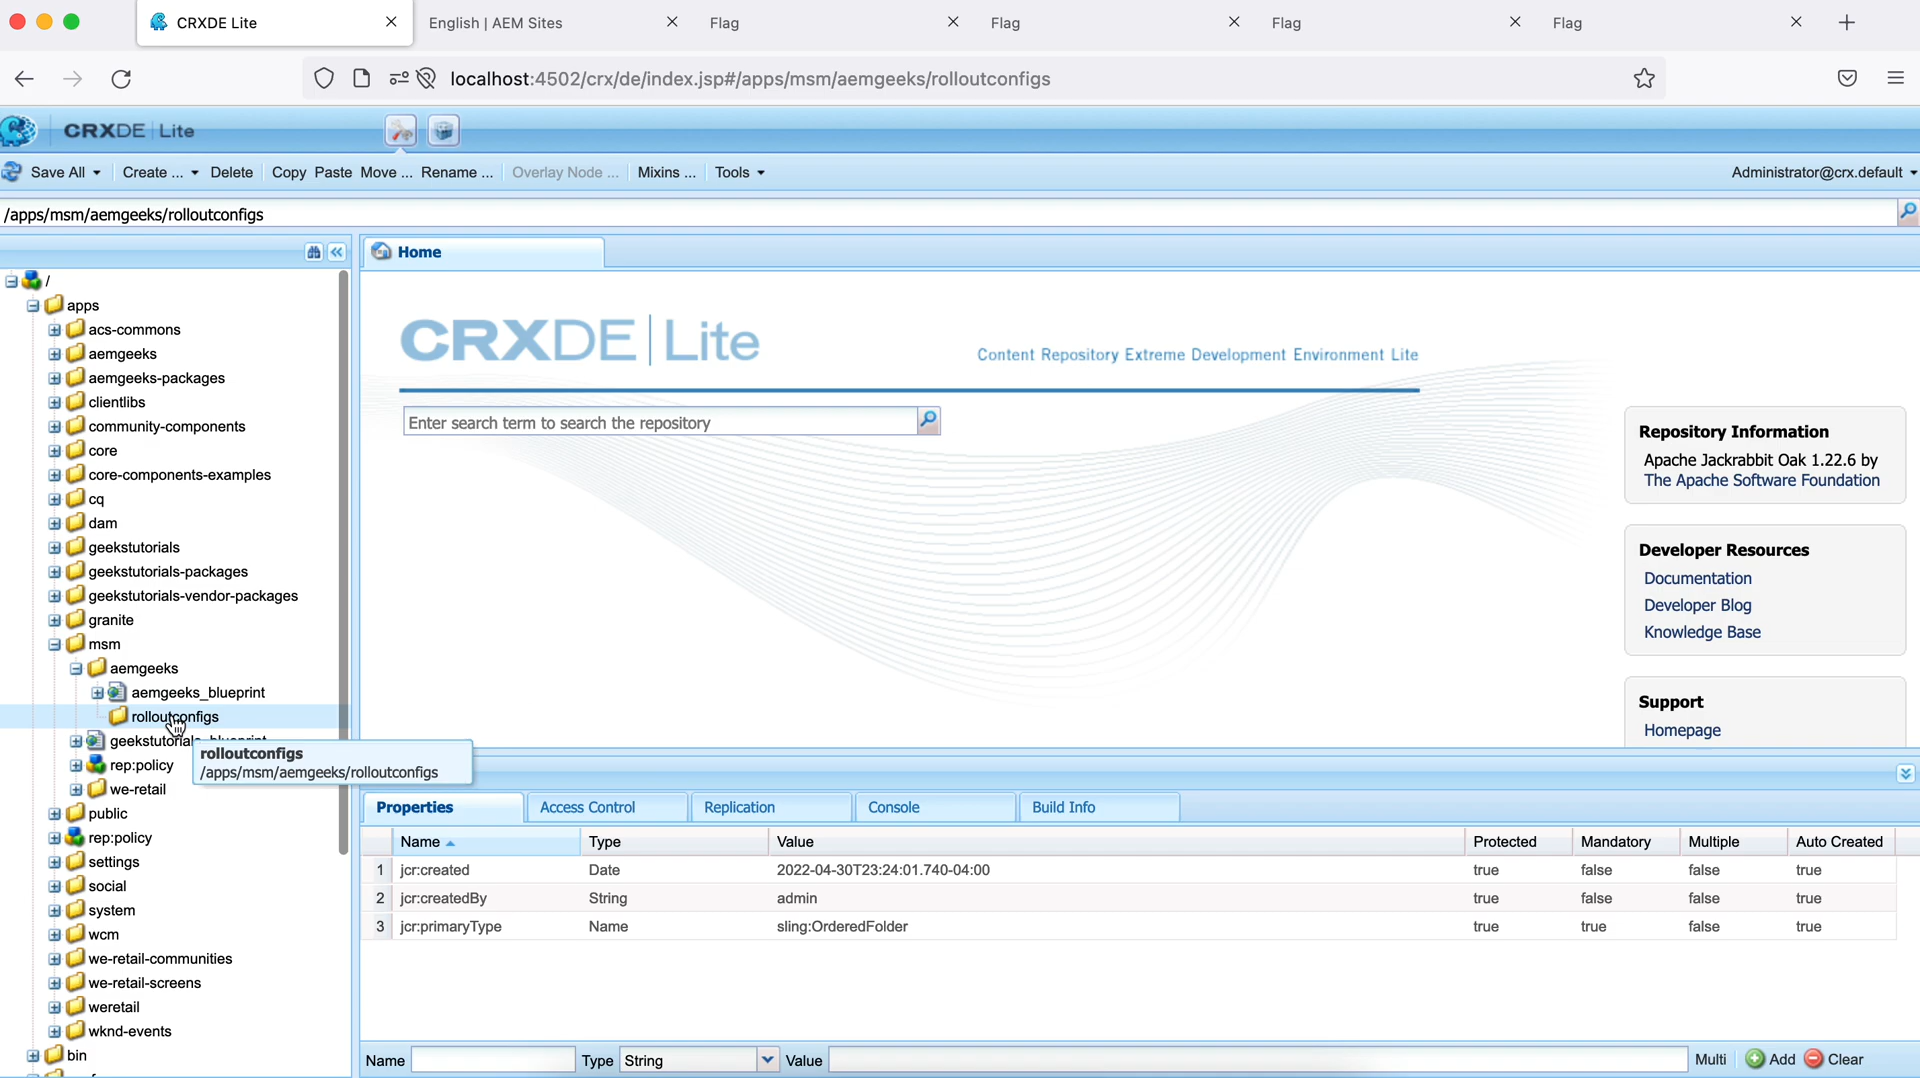 CRXDE Lite
English | AEM Sites
Flag
Flag
Flag
Flag
localhost:4502/crx/de/index.jsp#/apps/msm/aemgeeks/rolloutconfigs
CRXDE | Lite
Save All
Create ...
Delete
Copy
Paste
Move ...
Rename ...
Overlay Node ...
Mixins ...
Tools
Administrator@crx.default
/apps/msm/aemgeeks/rolloutconfigs
/
apps
acs-commons
aemgeeks
aemgeeks-packages
clientlibs
community-components
core
core-components-examples
cq
dam
geekstutorials
geekstutorials-packages
geekstutorials-vendor-packages
granite
msm
aemgeeks
aemgeeks_blueprint
rolloutconfigs
geekstutorials_blueprint
rep:policy
we-retail
public
rep:policy
settings
social
system
wcm
we-retail-communities
we-retail-screens
weretail
wknd-events
bin
rolloutconfigs
/apps/msm/aemgeeks/rolloutconfigs
Home
CRXDE | Lite
Content Repository Extreme Development Environment Lite
Enter search term to search the repository
Repository Information
Apache Jackrabbit Oak 1.22.6 by
The Apache Software Foundation
Developer Resources
Documentation
Developer Blog
Knowledge Base
Support
Homepage
Properties
Access Control
Replication
Console
Build Info
Name Type Value Protected Mandatory Multiple Auto Created
1 jcr:created Date 2022-04-30T23:24:01.740-04:00 true false false true
2 jcr:createdBy String admin true false false true
3 jcr:primaryType Name sling:OrderedFolder true true false true
Name Type String Value Multi Add Clear